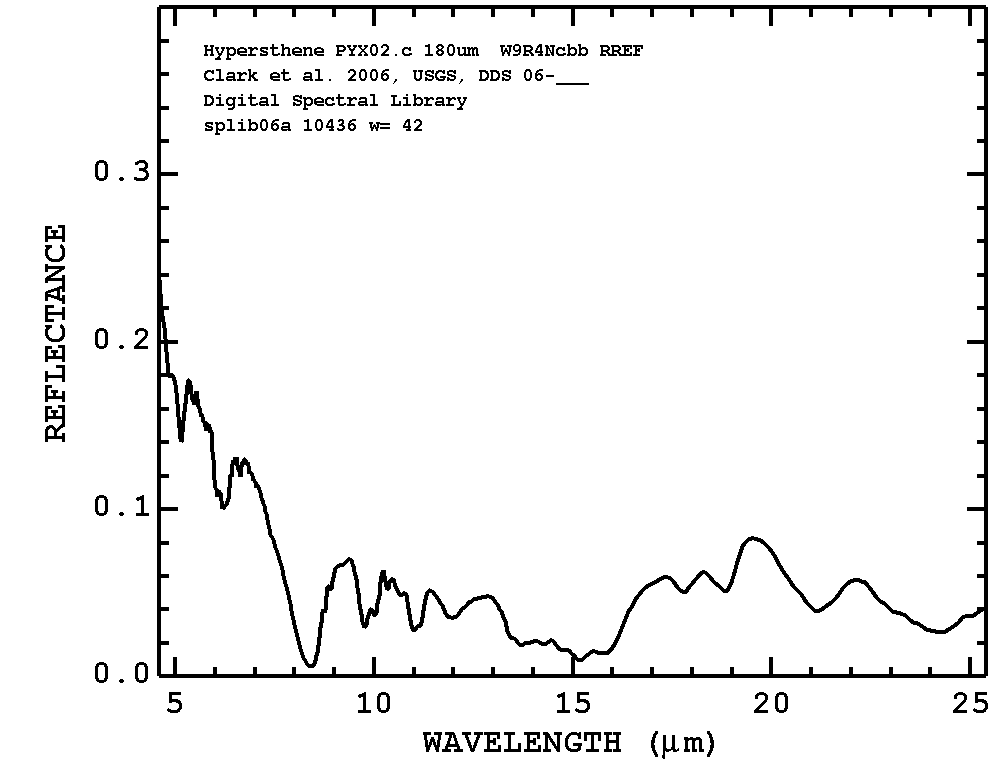 Hypersthene PYX02.c 180um W9R4Ncbb RREF
Clark et al. 2006, USGS, DDS 06-___
Digital Spectral Library
splib06a 10436 w= 42
REFLECTANCE
0.3
0.2
0.1
0.0
5 10 15 20 25
WAVELENGTH (μm)